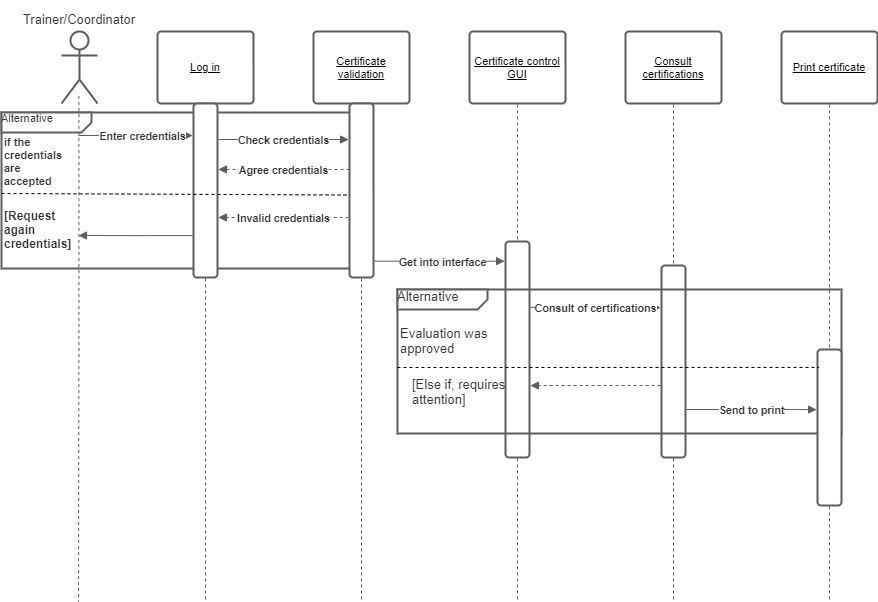 Trainer/Coordinator
Log in
Certificate
validation
Certificate control
GUI
Consult
certifications
Print certificate
Alternative
Enter credentials
Check credentials
if the
credentials
are
accepted
Agree credentials
[Request
again
credentials]
Invalid credentials
Get into interface
Alternative
Consult of certifications
Evaluation was
approved
[Else if, requires
attention]
Send to print